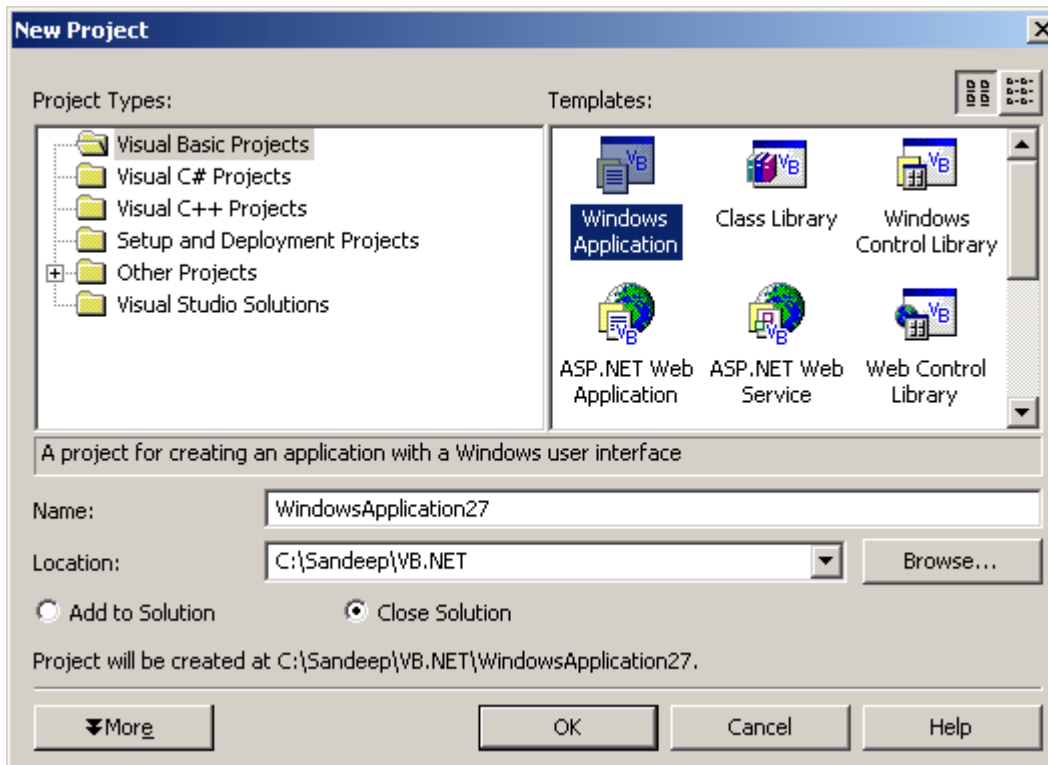 New Project
Project Types:
Templates:
Visual Basic Projects
Visual C# Projects
Visual C++ Projects
Setup and Deployment Projects
Other Projects
Visual Studio Solutions
Windows
Application
Class Library
Windows
Control Library
ASP.NET Web
Application
ASP.NET Web
Service
Web Control
Library
A project for creating an application with a Windows user interface
Name:
WindowsApplication27
Location:
C:\Sandeep\VB.NET
Browse...
Add to Solution
Close Solution
Project will be created at C:\Sandeep\VB.NET\WindowsApplication27.
More
OK
Cancel
Help